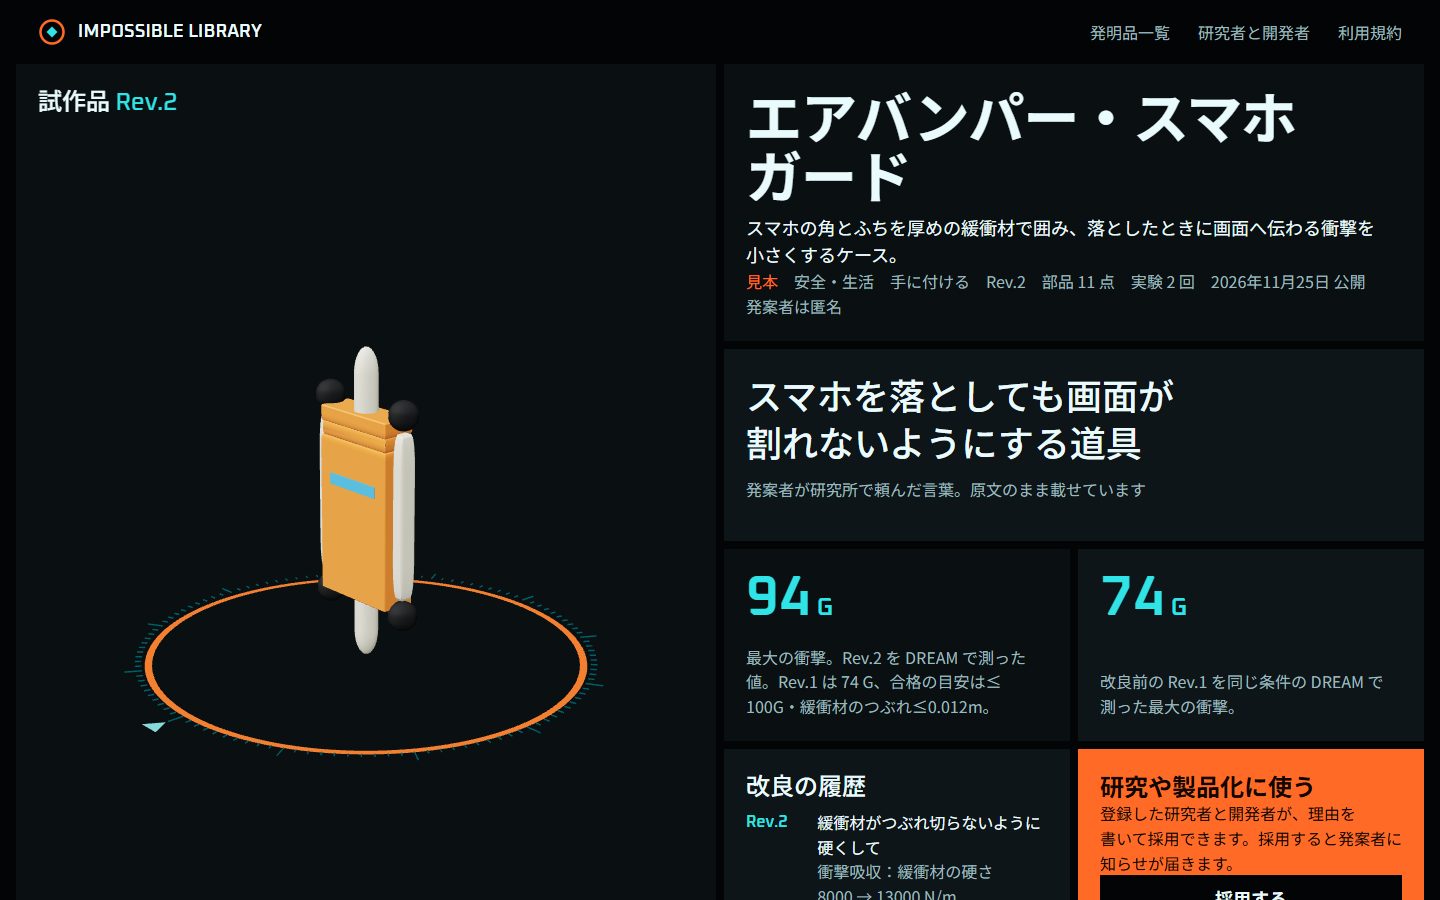 IMPOSSIBLE LIBRARY
発明品一覧 研究者と開発者 利用規約
試作品 Rev.2
エアバンパー・スマホ
ガード
スマホの角とふちを厚めの緩衝材で囲み、落としたときに画面へ伝わる衝撃を
小さくするケース。
見本 安全・生活 手に付ける Rev.2 部品 11 点 実験 2 回 2026年11月25日 公開
発案者は匿名
スマホを落としても画面が
割れないようにする道具
発案者が研究所で頼んだ言葉。原文のまま載せています
94 G
最大の衝撃。Rev.2 を DREAM で測った
値。Rev.1 は 74 G、合格の目安は≤
100G・緩衝材のつぶれ≤0.012m。
74 G
改良前の Rev.1 を同じ条件の DREAM で
測った最大の衝撃。
改良の履歴
Rev.2 緩衝材がつぶれ切らないように
硬くして
衝撃吸収：緩衝材の硬さ
8000 → 13000 N/m
研究や製品化に使う
登録した研究者と開発者が、理由を
書いて採用できます。採用すると発案者に
知らせが届きます。
採用する